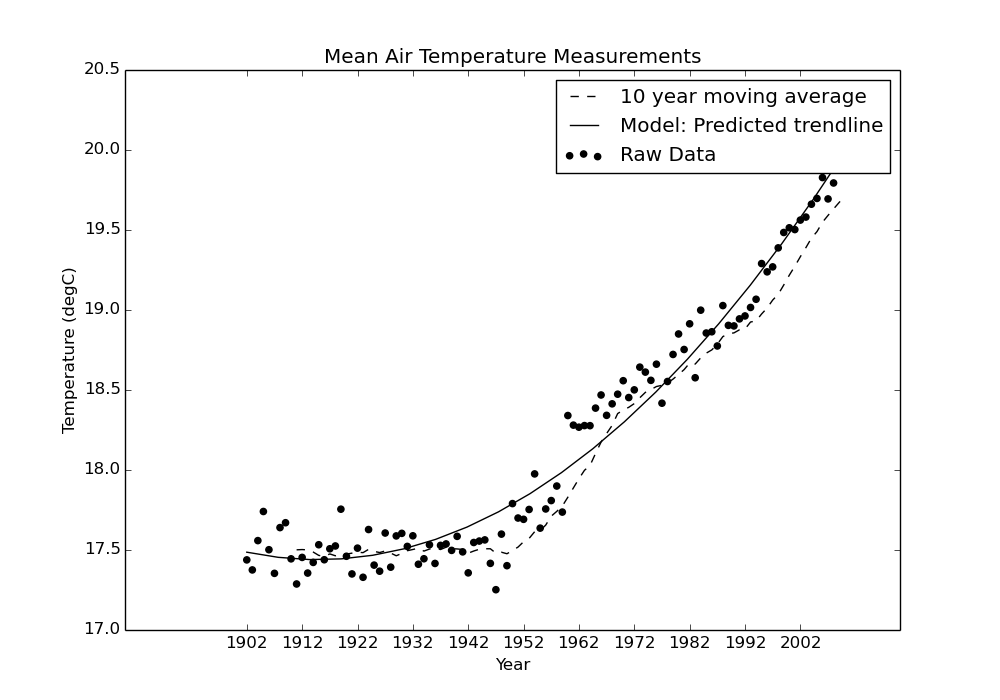 Mean Air Temperature Measurements
20.5
20.0
19.5
19.0
18.5
18.0
17.5
17.0
Temperature (degC)
10 year moving average
Model: Predicted trendline
Raw Data
1902 1912 1922 1932 1942 1952 1962 1972 1982 1992 2002
Year